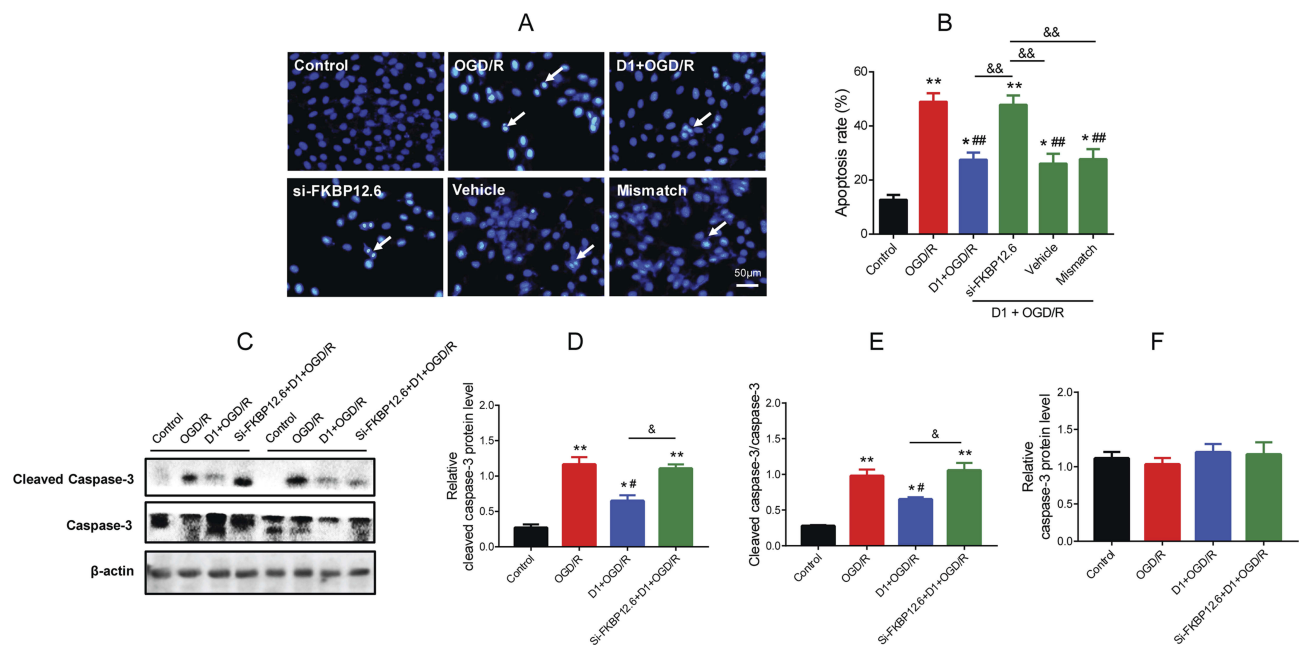 A
Control
OGD/R
D1+OGD/R
si-FKBP12.6
Vehicle
Mismatch
50μm
B
&&
&&
&&
Apoptosis rate (%)
60
40
20
0
**
* ##
**
* ##
* ##
Control
OGD/R
D1+OGD/R
si-FKBP12.6
Vehicle
Mismatch
D1 + OGD/R
C
Control
OGD/R
D1+OGD/R
Si-FKBP12.6+D1+OGD/R
Control
OGD/R
D1+OGD/R
Si-FKBP12.6+D1+OGD/R
Cleaved Caspase-3
Caspase-3
β-actin
D
Relative
cleaved caspase-3 protein level
2.0
1.5
1.0
0.5
0.0
**
* #
&
**
Control
OGD/R
D1+OGD/R
Si-FKBP12.6+D1+OGD/R
E
Cleaved caspase-3/caspase-3
2.0
1.5
1.0
0.5
0.0
**
* #
&
**
Control
OGD/R
D1+OGD/R
Si-FKBP12.6+D1+OGD/R
F
Relative
caspase-3 protein level
2.0
1.5
1.0
0.5
0.0
Control
OGD/R
D1+OGD/R
Si-FKBP12.6+D1+OGD/R